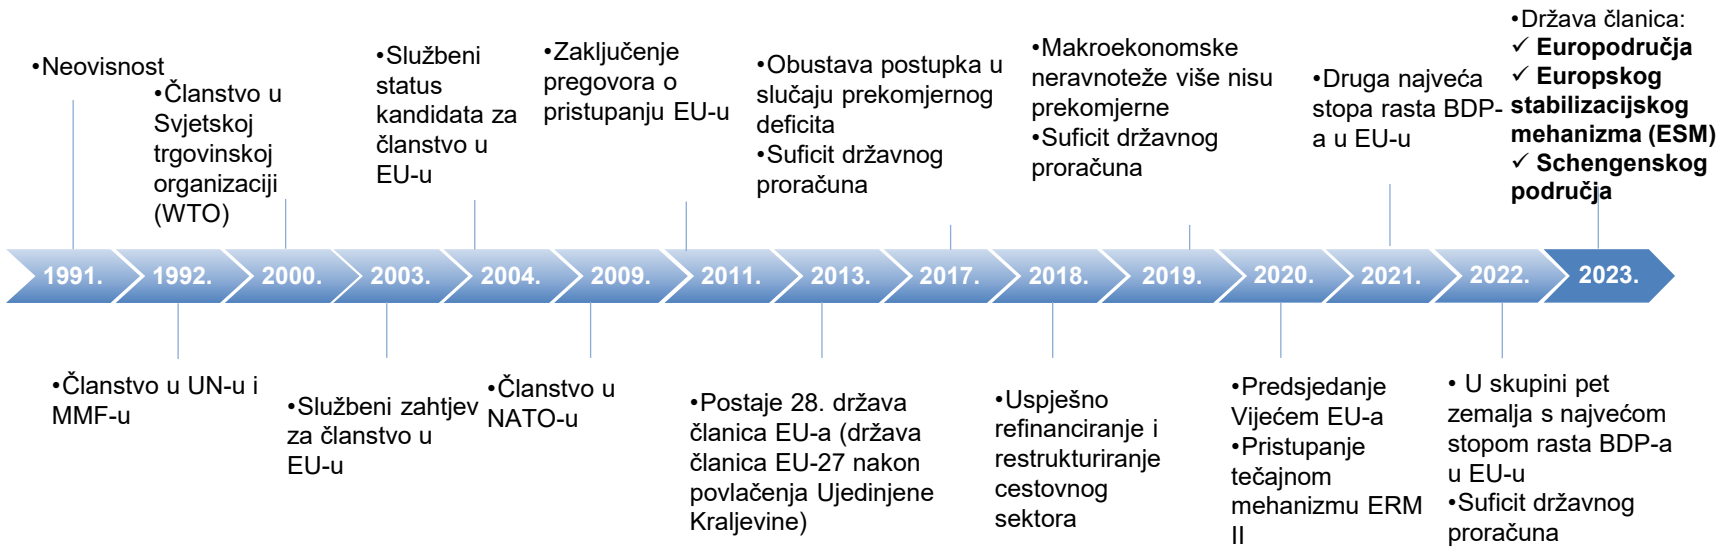 •Neovisnost
•Članstvo u
Svjetskoj
trgovinskoj
organizaciji
(WTO)
•Službeni
status
kandidata za
članstvo u
EU-u
•Zaključenje
pregovora o
pristupanju EU-u
•Obustava postupka u
slučaju prekomjernog
deficita
•Suficit državnog
proračuna
•Makroekonomske
neravnoteže više nisu
prekomjerne
•Suficit državnog
proračuna
•Druga najveća
stopa rasta BDP-
a u EU-u
•Država članica:
✓ Europodručja
✓ Europskog
stabilizacijskog
mehanizma (ESM)
✓ Schengenskog
područja
1991. 1992. 2000. 2003. 2004. 2009. 2011. 2013. 2017. 2018. 2019. 2020. 2021. 2022. 2023.
•Članstvo u UN-u i
MMF-u
•Službeni zahtjev
za članstvo u
EU-u
•Članstvo u
NATO-u
•Postaje 28. država
članica EU-a (država
članica EU-27 nakon
povlačenja Ujedinjene
Kraljevine)
•Uspješno
refinanciranje i
restrukturiranje
cestovnog
sektora
•Predsjedanje
Vijećem EU-a
•Pristupanje
tečajnom
mehanizmu ERM
II
• U skupini pet
zemalja s najvećom
stopom rasta BDP-a
u EU-u
•Suficit državnog
proračuna